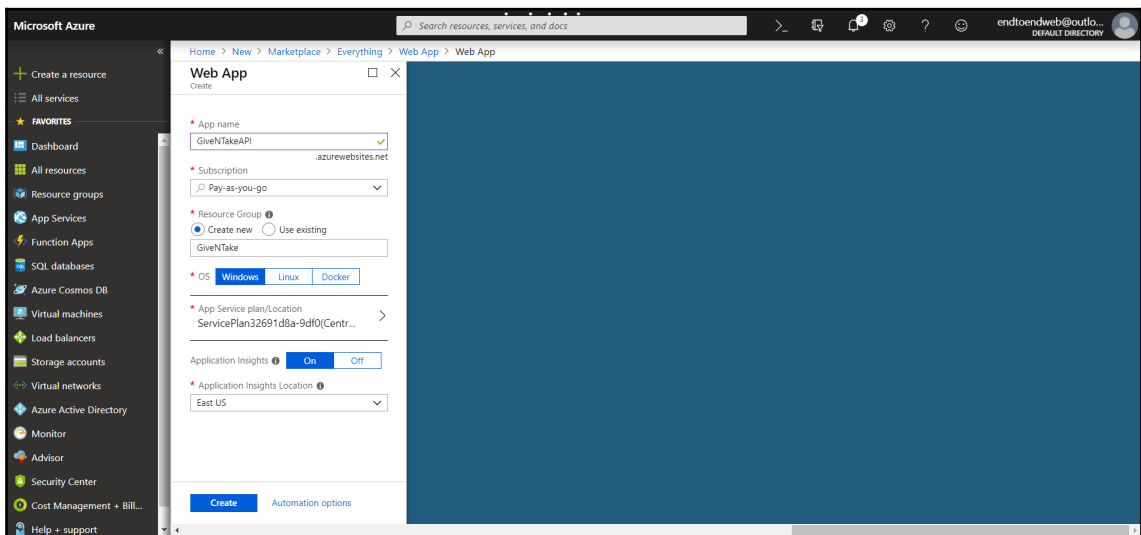 Microsoft Azure
Search resources, services, and docs
>_
3
?
endtoendweb@outlo...
DEFAULT DIRECTORY
«
Home > New > Marketplace > Everything > Web App > Web App
Create a resource
All services
FAVORITES
Dashboard
All resources
Resource groups
App Services
Function Apps
SQL databases
Azure Cosmos DB
Virtual machines
Load balancers
Storage accounts
Virtual networks
Azure Active Directory
Monitor
Advisor
Security Center
Cost Management + Bill...
Help + support
Web App
Create
* App name
GiveNTakeAPI
.azurewebsites.net
* Subscription
Pay-as-you-go
* Resource Group
Create new Use existing
GiveNTake
* OS Windows Linux Docker
* App Service plan/Location
ServicePlan32691d8a-9df0(Centr...
Application Insights On Off
* Application Insights Location
East US
Create Automation options